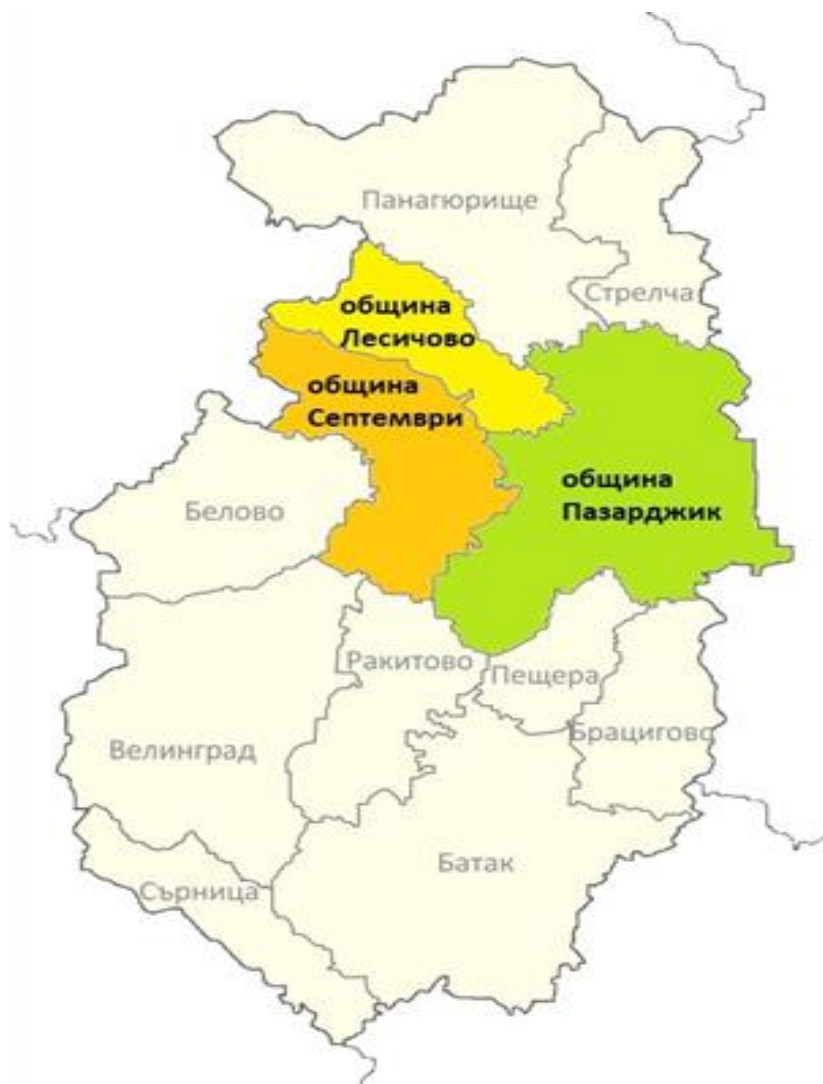 Панагюрище
Стрелча
община
Лесичово
община
Септември
община
Пазарджик
Белово
Ракитово
Пещера
Брацигово
Велинград
Батак
Сърница